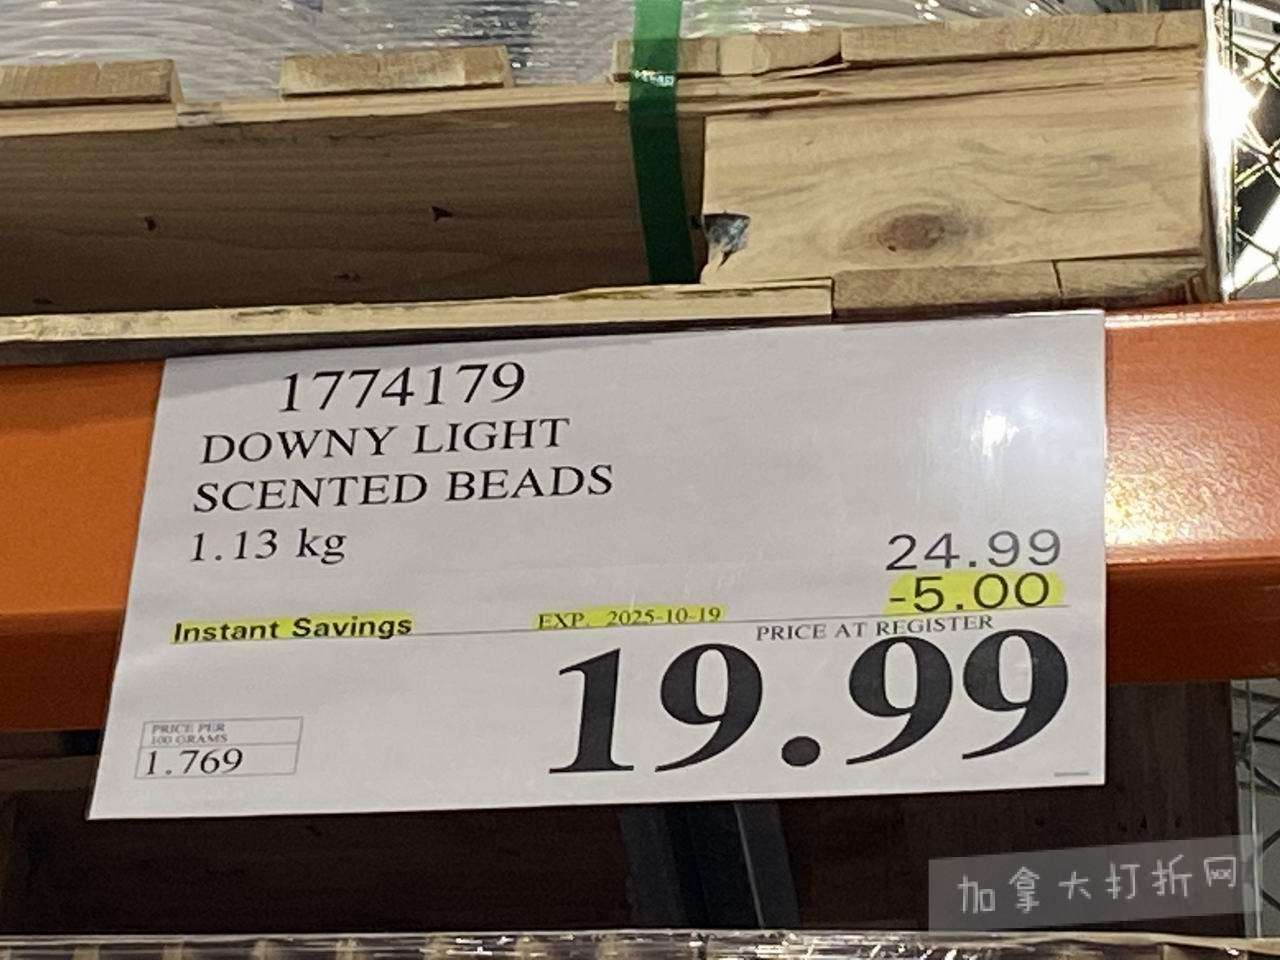 1774179
DOWNY LIGHT
SCENTED BEADS
1.13 kg
24.99
-5.00
Instant Savings
EXP. 2025-10-19
PRICE AT REGISTER
19.99
PRICE PER
100 GRAMS
1.769
加拿大打折网